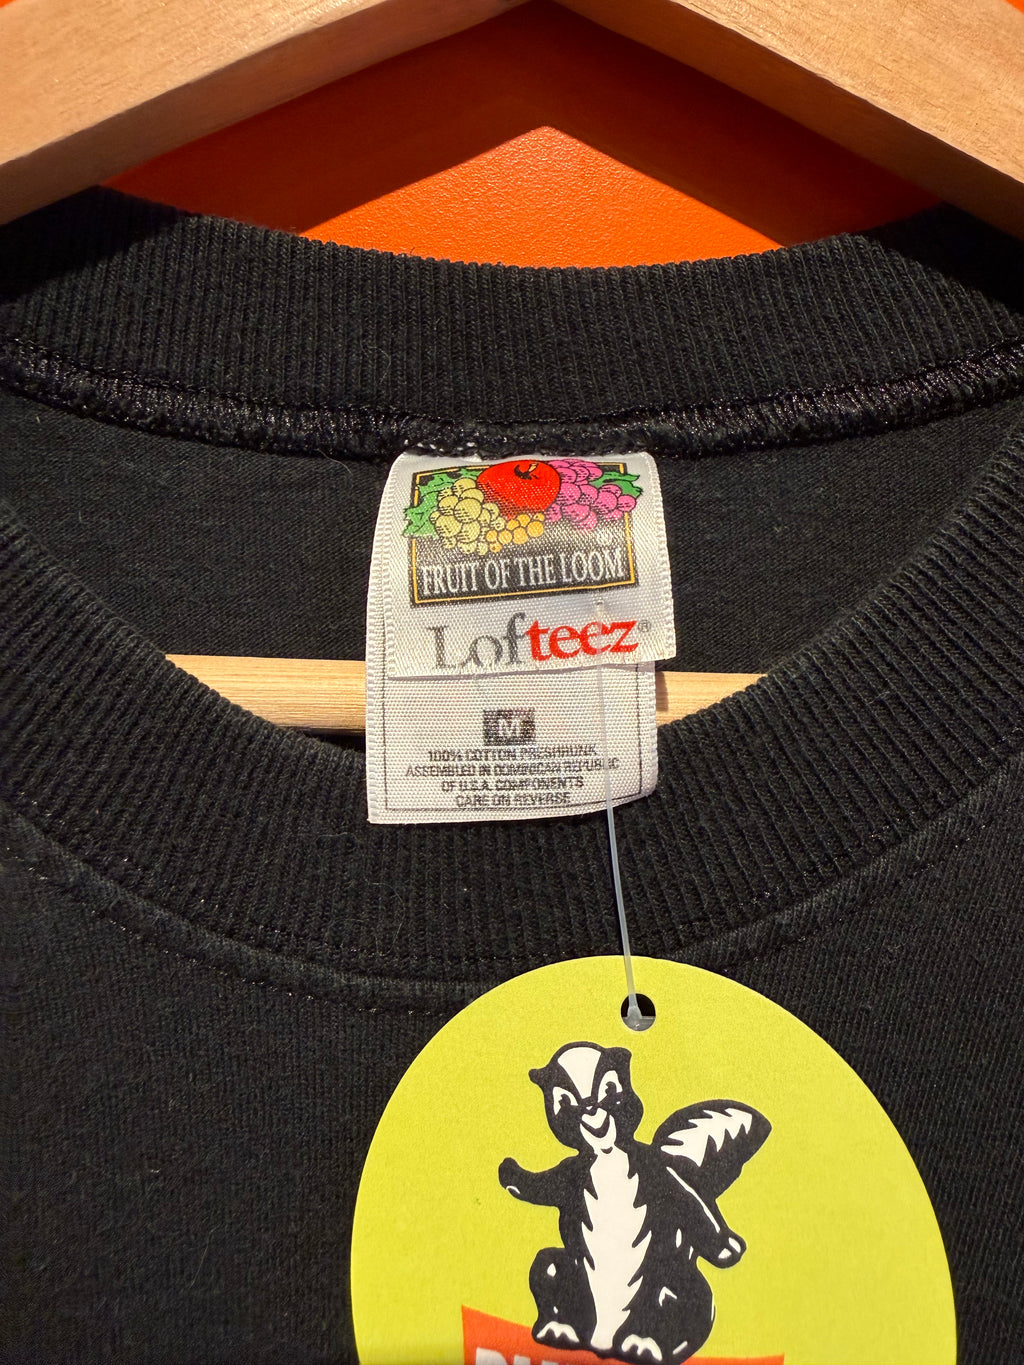 FRUIT OF THE LOOM
®
Lofteez®
M
100% COTTON PRESHRUNK
ASSEMBLED IN DOMINICAN REPUBLIC
OF U.S.A. COMPONENTS
CARE ON REVERSE